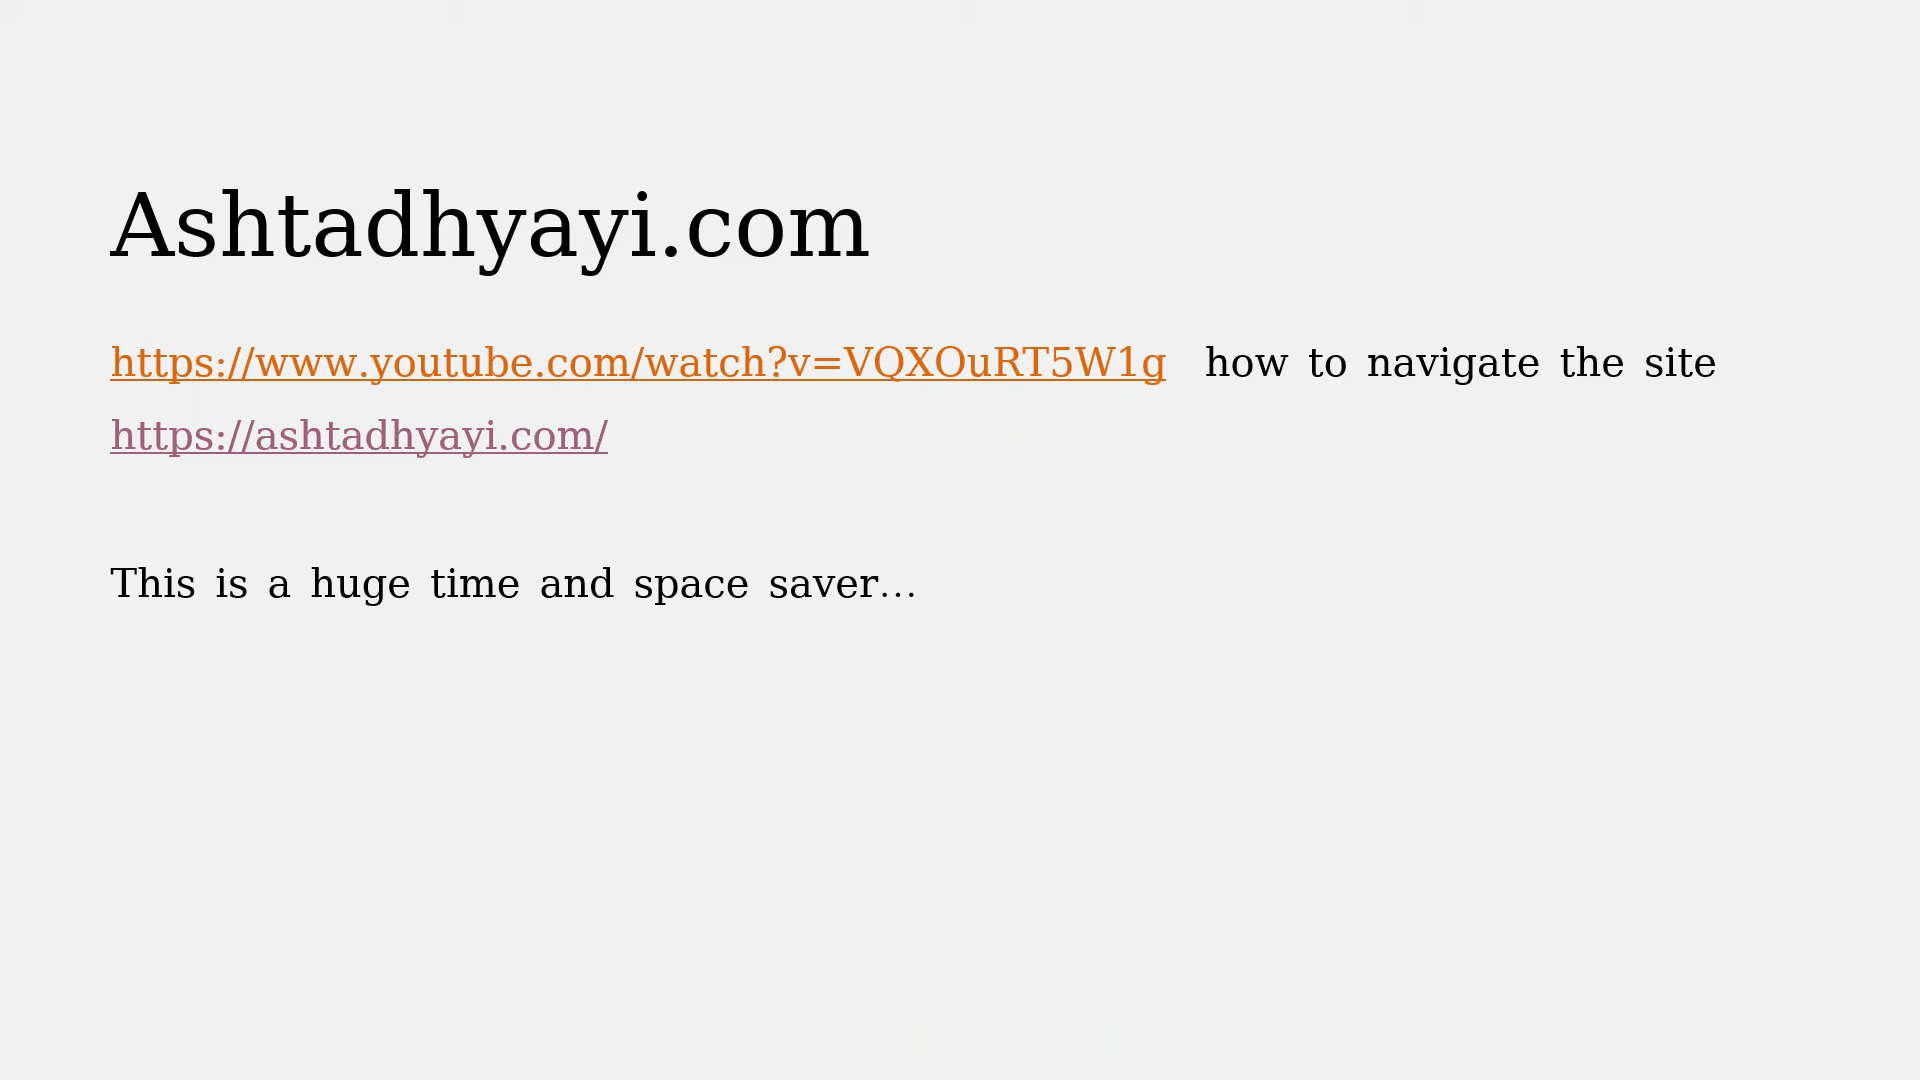 Ashtadhyayi.com
https://www.youtube.com/watch?v=VQXOuRT5W1g how to navigate the site
https://ashtadhyayi.com/
This is a huge time and space saver…